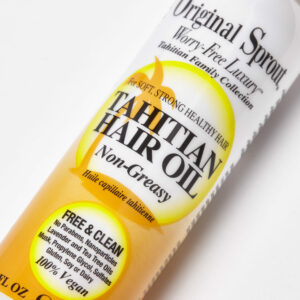 Original Sprout
Worry-Free Luxury™
Tahitian Family Collection
For SOFT, STRONG HEALTHY HAIR
TAHITIAN
HAIR OIL
Non-Greasy
Huile capillaire tahitienne
FREE & CLEAN
No Parabens, Nanoparticles
Lavender and Tea Tree Oils
Musk, Propylene Glycol, Sulfates
Gluten, Soy or Dairy
100% Vegan
FL OZ